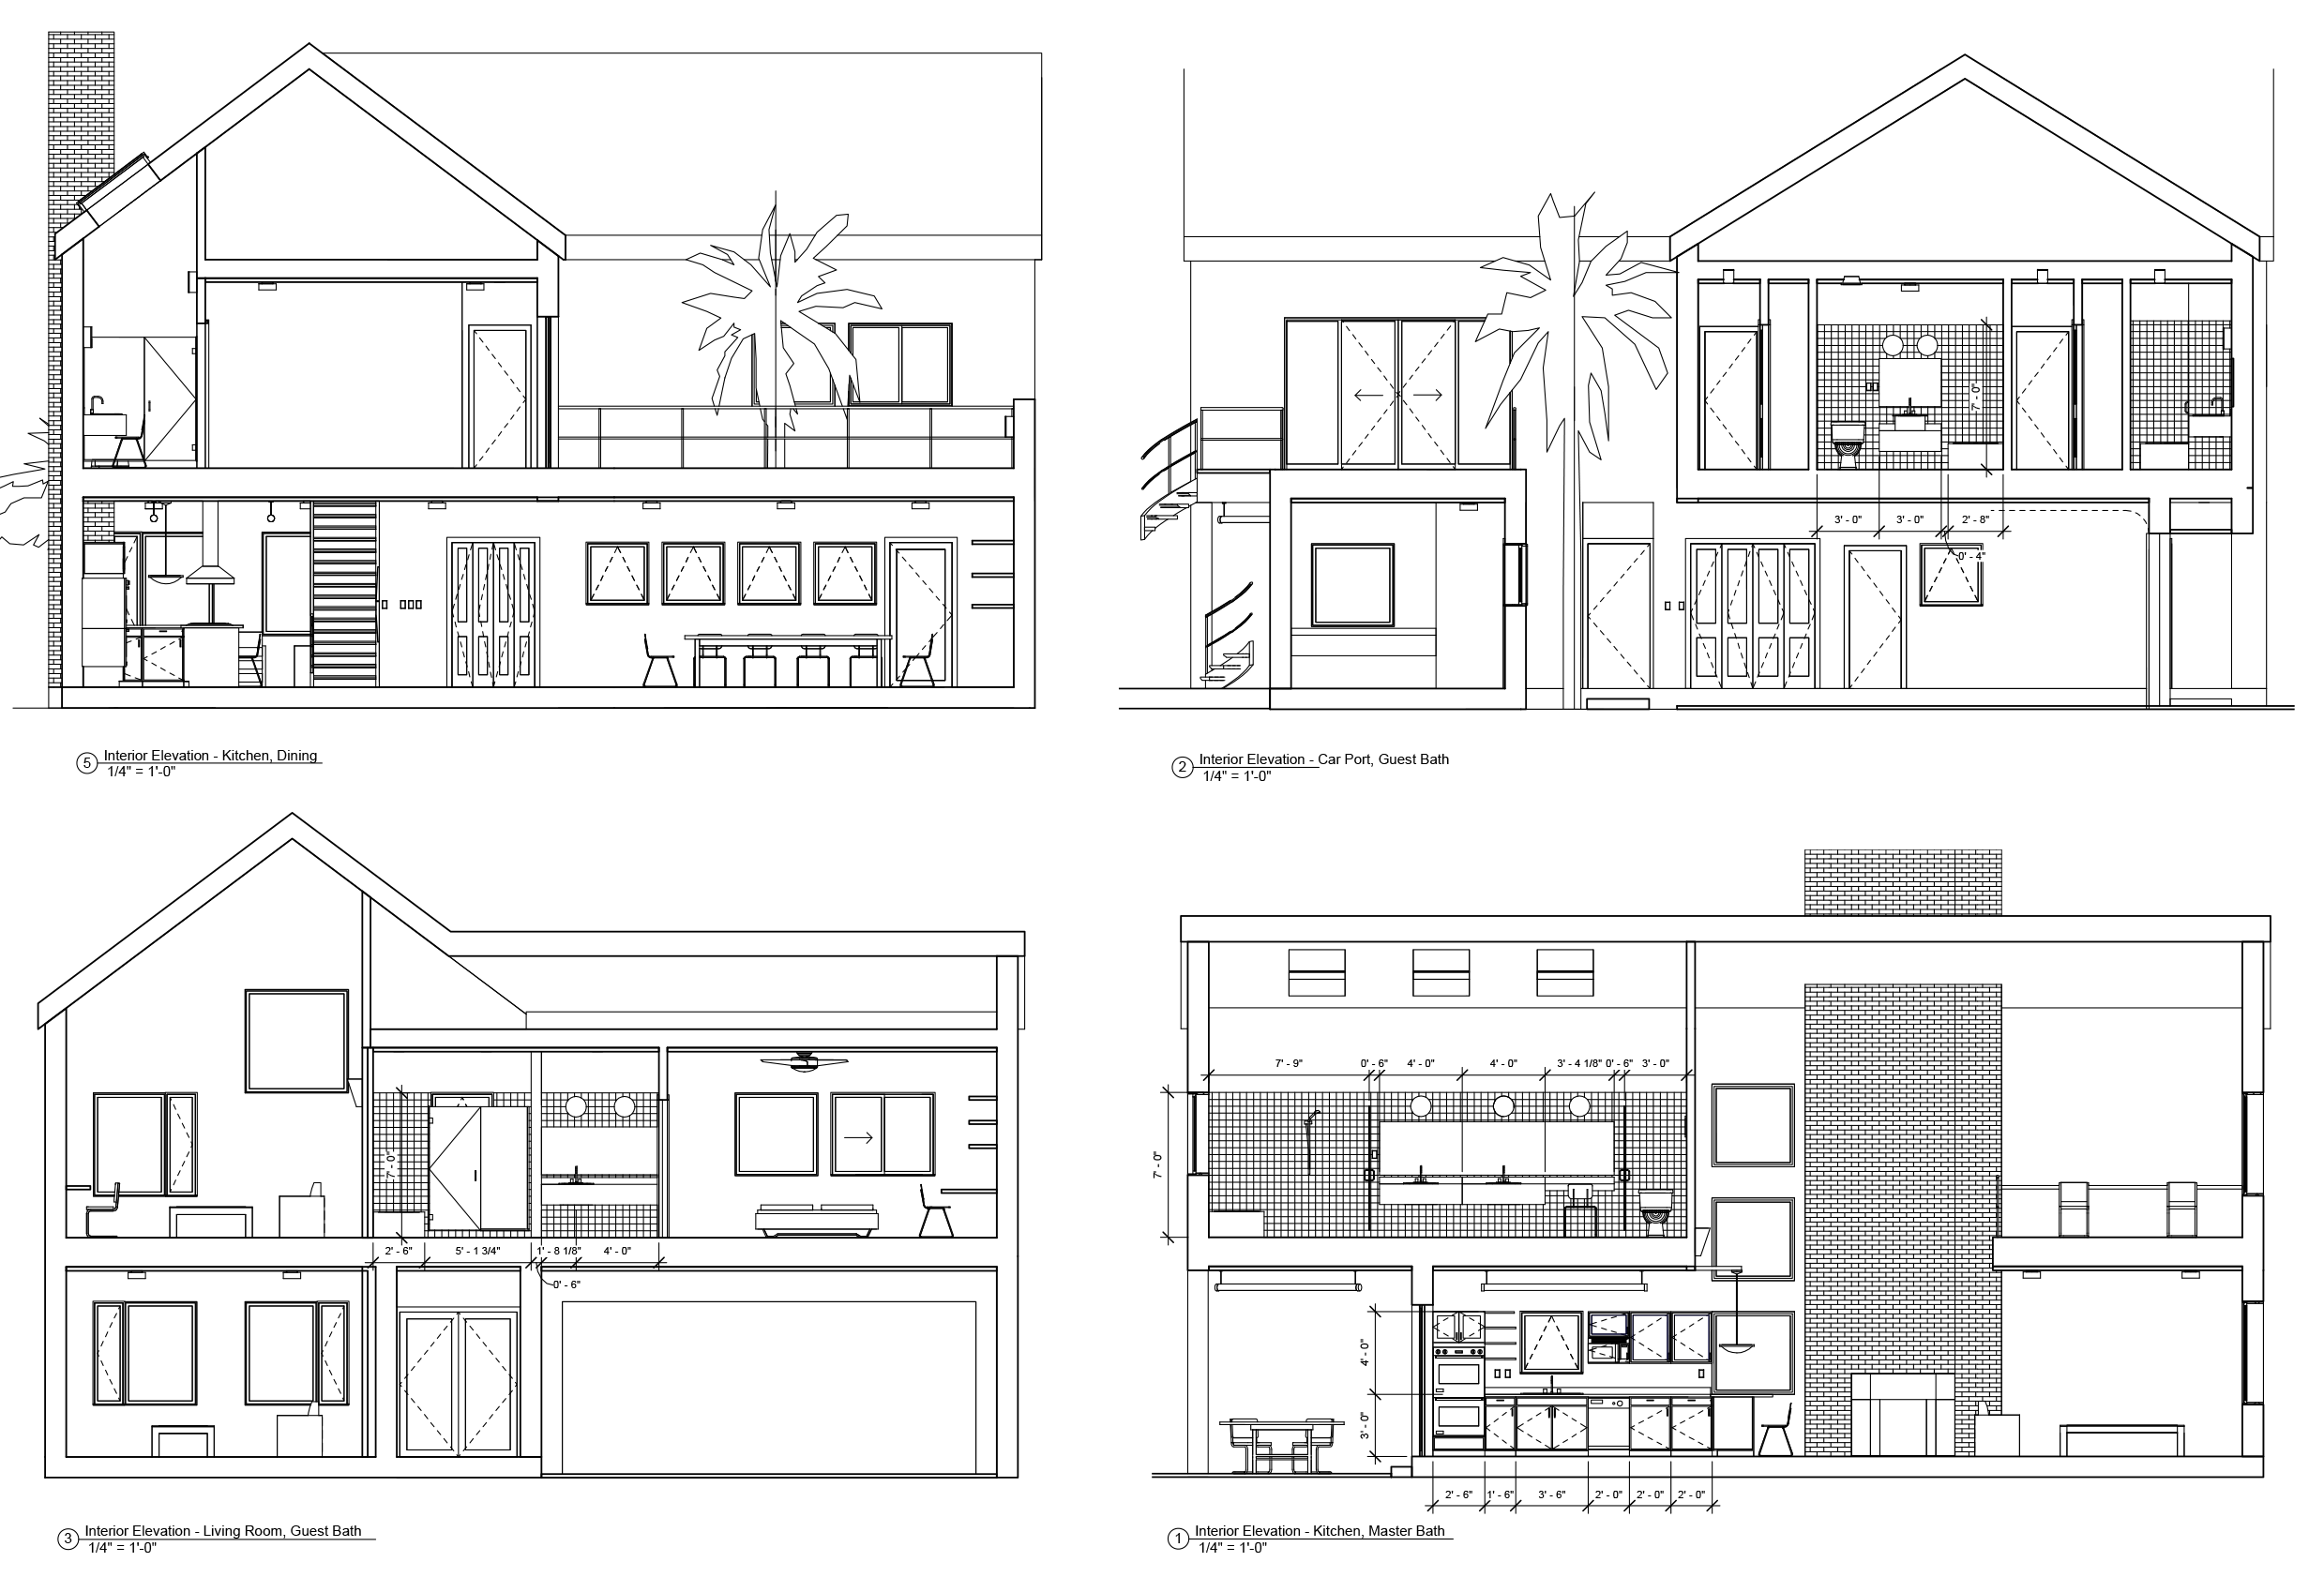 7' - 0"
3' - 0" 3' - 0" 2' - 8"
0' - 4"
5 Interior Elevation - Kitchen, Dining
1/4" = 1'-0"
2 Interior Elevation - Car Port, Guest Bath
1/4" = 1'-0"
7' - 0"
2' - 6" 5' - 1 3/4" 1' - 8 1/8" 4' - 0"
0' - 6"
3 Interior Elevation - Living Room, Guest Bath
1/4" = 1'-0"
7' - 9" 0' - 6" 4' - 0" 4' - 0" 3' - 4 1/8" 0' - 6" 3' - 0"
7' - 0"
4' - 0"
3' - 0"
2' - 6" 1' - 6" 3' - 6" 2' - 0" 2' - 0" 2' - 0"
1 Interior Elevation - Kitchen, Master Bath
1/4" = 1'-0"